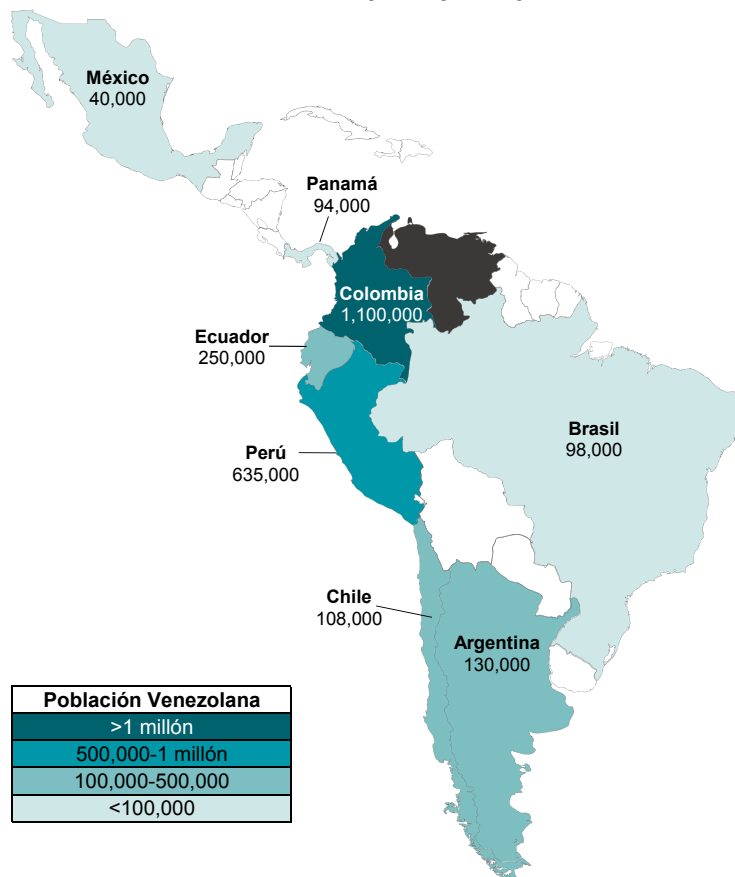 México
40,000
Panamá
94,000
Colombia
1,100,000
Ecuador
250,000
Brasil
98,000
Perú
635,000
Chile
108,000
Argentina
130,000
Población Venezolana
>1 millón
500,000-1 millón
100,000-500,000
<100,000